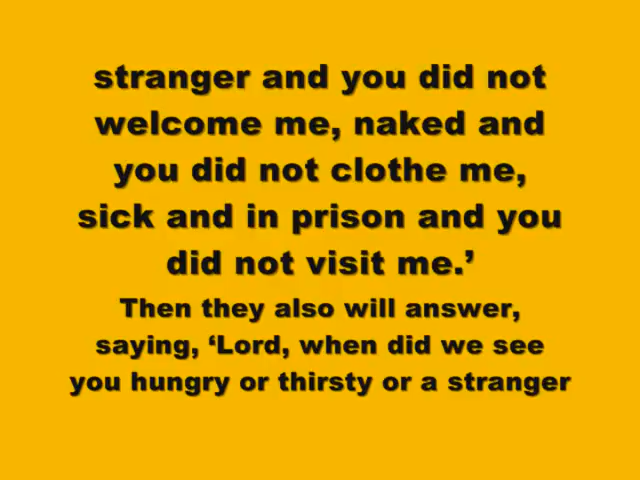 stranger and you did not
welcome me, naked and
you did not clothe me,
sick and in prison and you
did not visit me.’
Then they also will answer,
saying, ‘Lord, when did we see
you hungry or thirsty or a stranger